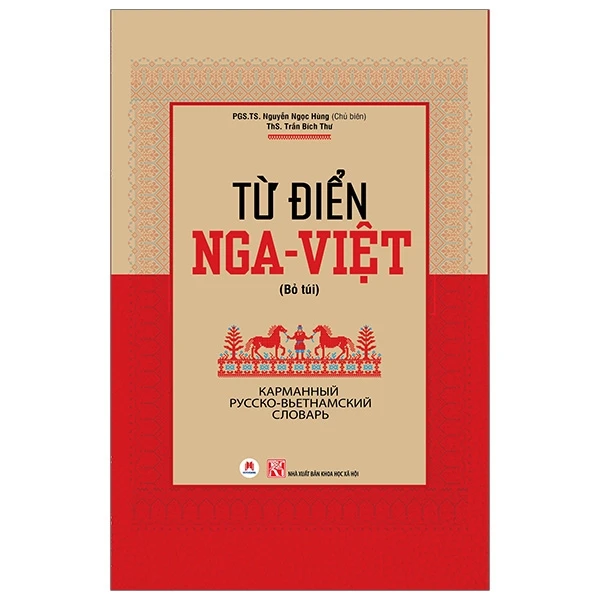 PGS.TS. Nguyễn Ngọc Hùng (Chủ biên)
ThS. Trần Bích Thư
TỪ ĐIỂN
NGA-VIỆT
(Bỏ túi)
КАРМАННЫЙ
РУССКО-ВЬЕТНАМСКИЙ
СЛОВАРЬ
NHÀ XUẤT BẢN KHOA HỌC XÃ HỘI